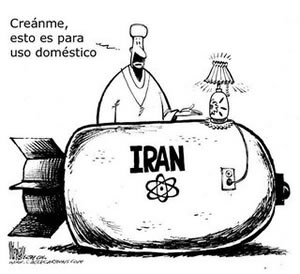 Creánme,
esto es para
uso doméstico
IRAN